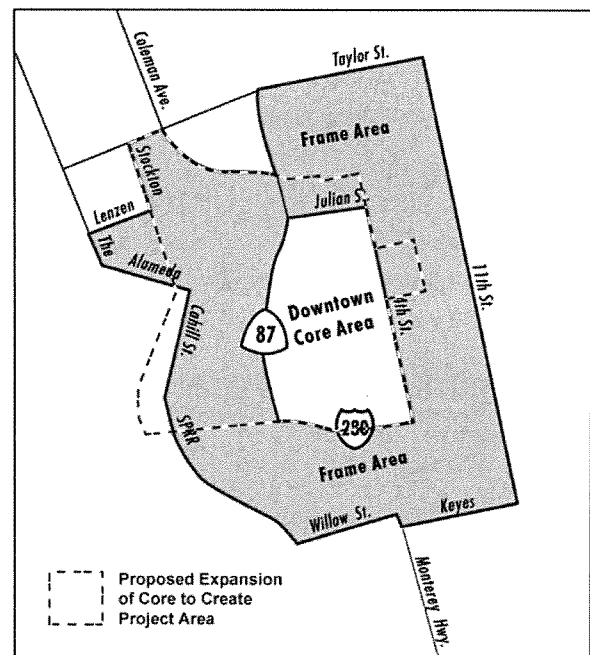 Coleman Ave.
Taylor St.
Frame Area
Stockton
Julian S
Lenzen
The
Alameda
Cahill St.
87
Downtown
Core Area
4th St.
11th St.
280
SPRR
Frame Area
Willow St.
Keyes
Monterey Hwy.
Proposed Expansion
of Core to Create
Project Area